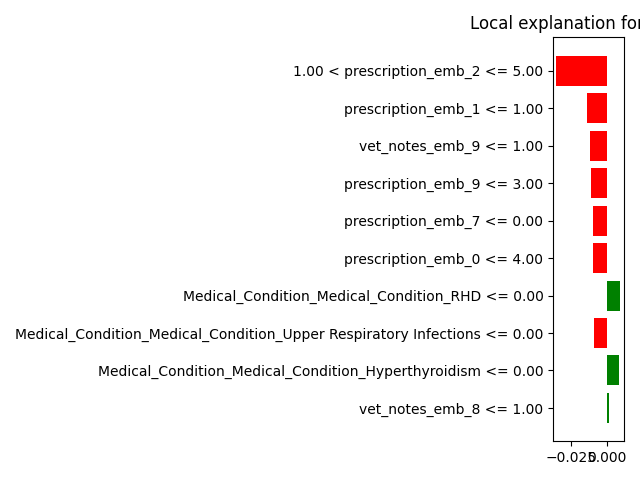 Local explanation for
1.00 < prescription_emb_2 <= 5.00
prescription_emb_1 <= 1.00
vet_notes_emb_9 <= 1.00
prescription_emb_9 <= 3.00
prescription_emb_7 <= 0.00
prescription_emb_0 <= 4.00
Medical_Condition_Medical_Condition_RHD <= 0.00
Medical_Condition_Medical_Condition_Upper Respiratory Infections <= 0.00
Medical_Condition_Medical_Condition_Hyperthyroidism <= 0.00
vet_notes_emb_8 <= 1.00
−0.025 0.000